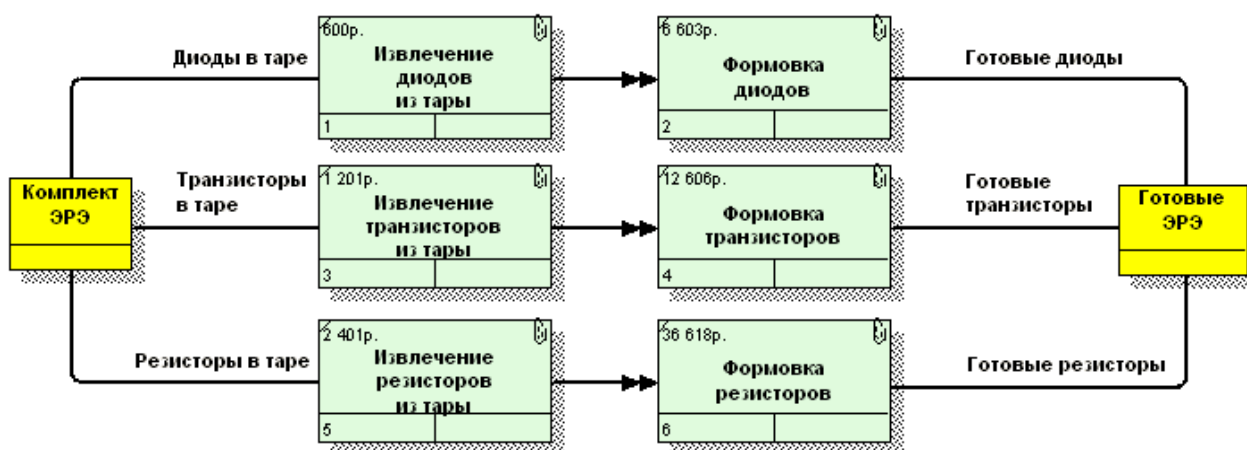 600р.
Извлечение
диодов
из тары
1
6 603р.
Формовка
диодов
2
Диоды в таре
Готовые диоды
Комплект
ЭРЭ
Транзисторы
в таре
1 201р.
Извлечение
транзисторов
из тары
3
12 606р.
Формовка
транзисторов
4
Готовые
транзисторы
Готовые
ЭРЭ
Резисторы в таре
2 401р.
Извлечение
резисторов
из тары
5
36 618р.
Формовка
резисторов
6
Готовые резисторы